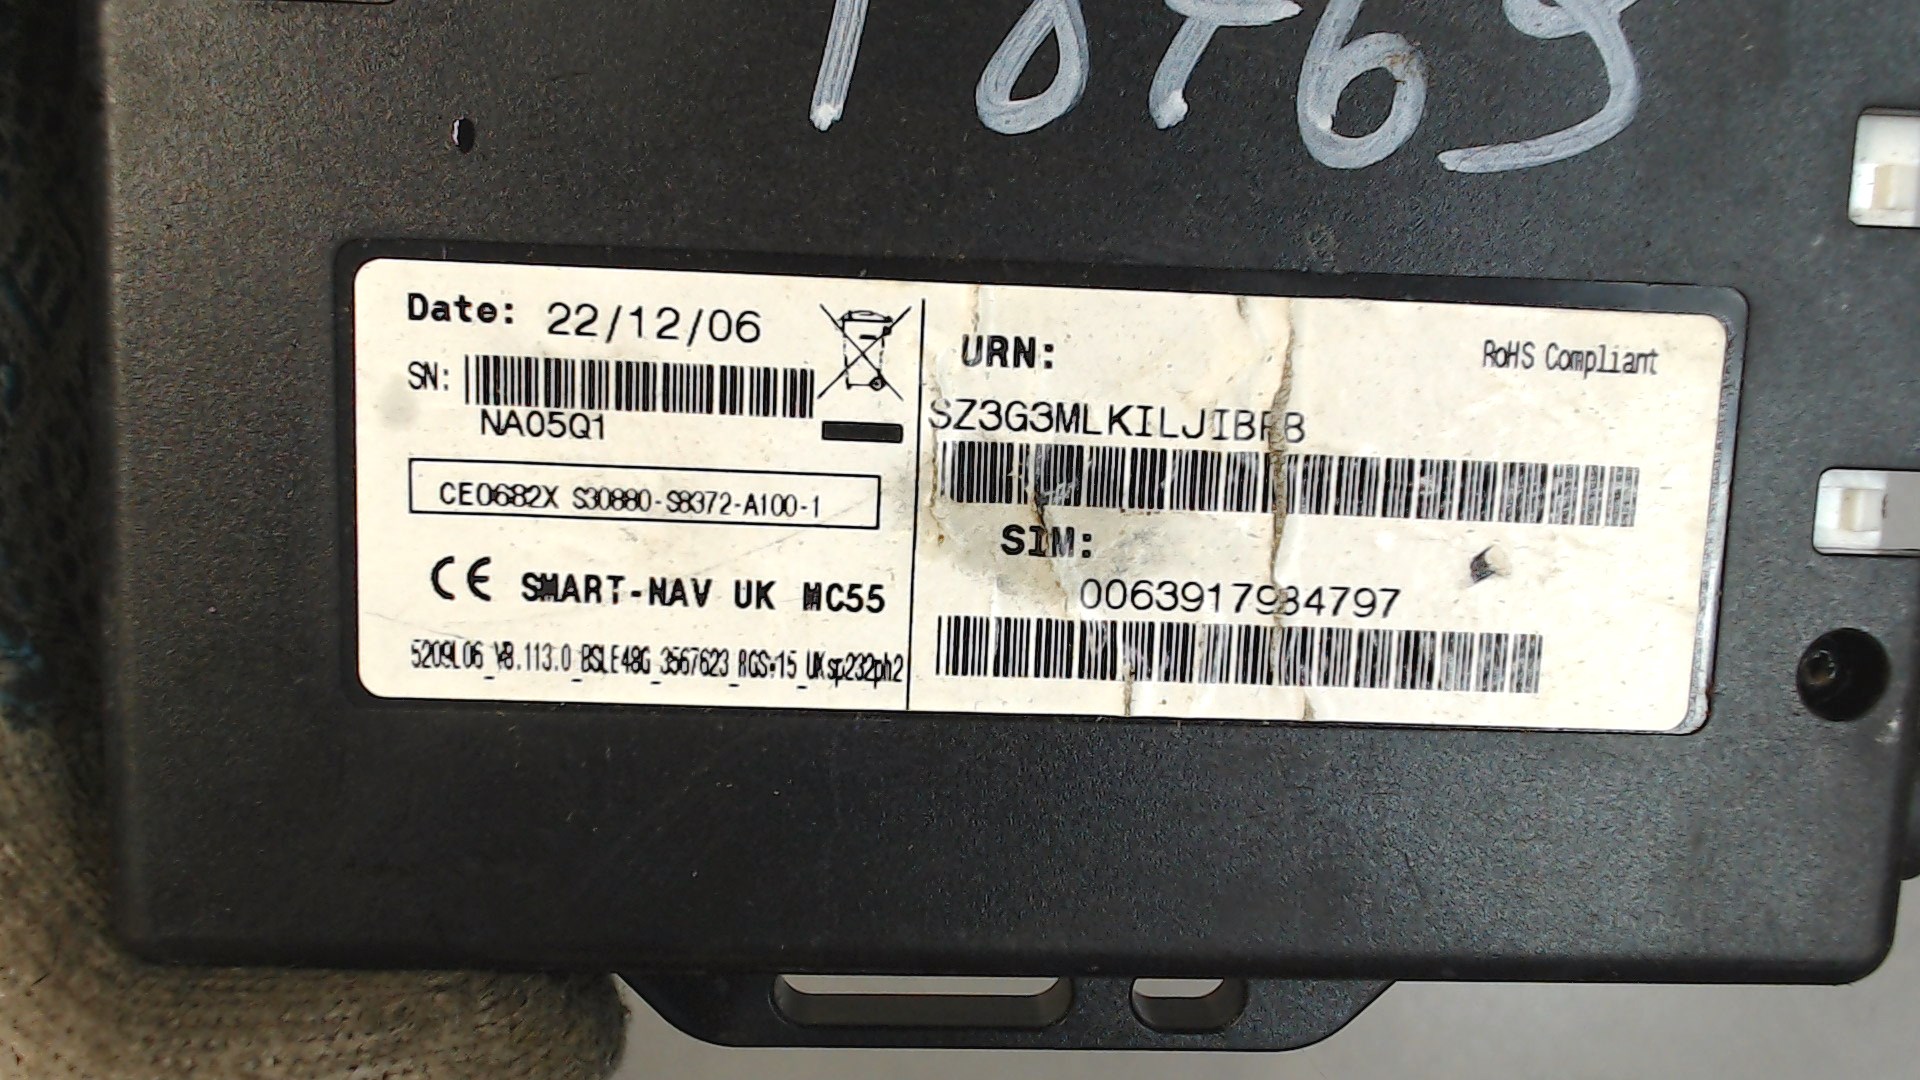 Date: 22/12/06
SN:
NA05Q1
CE0682X S30880-S8372-A100-1
CE SMART-NAV UK MC55
5209L06_V8.113.0_BSLE48G_3567623_RGS:15_UKsp232ph2
URN:
RoHS Compliant
SIM:
0063917934797